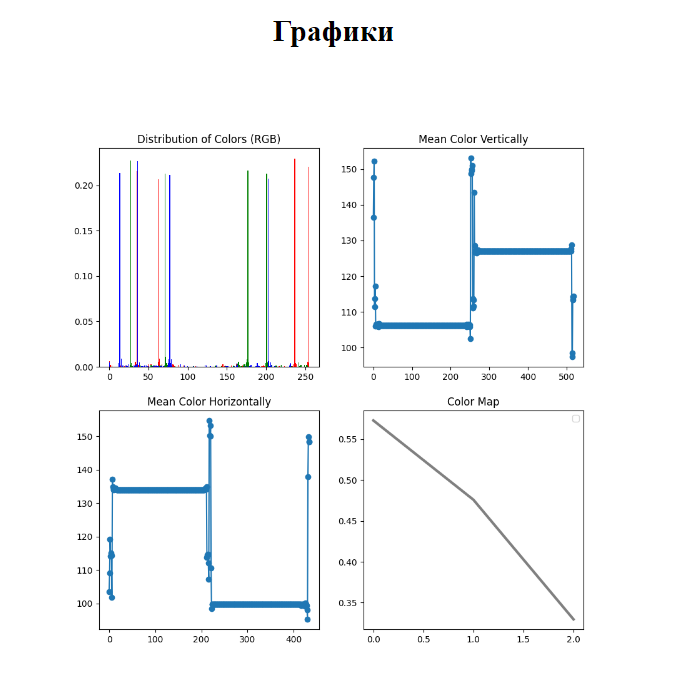 Графики
Distribution of Colors (RGB)
0.20
0.15
0.10
0.05
0.00
0 50 100 150 200 250
Mean Color Vertically
150
140
130
120
110
100
0 100 200 300 400 500
Mean Color Horizontally
150
140
130
120
110
100
0 100 200 300 400
Color Map
0.55
0.50
0.45
0.40
0.35
0.0 0.5 1.0 1.5 2.0